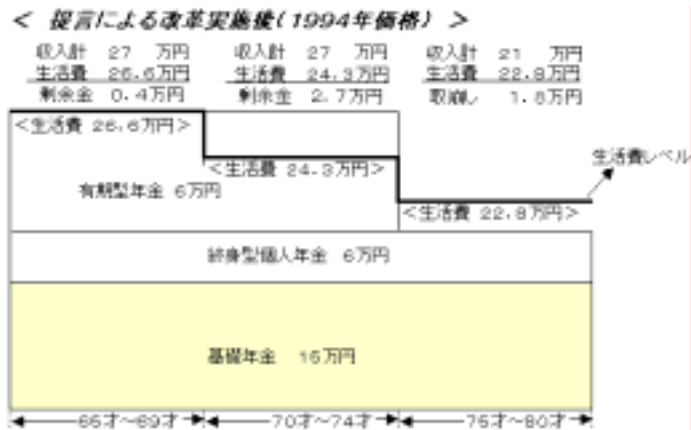 < 提言による改革実施後(1994年価格) >
収入計 27 万円 収入計 27 万円 収入計 21 万円
生活費 26.6万円 生活費 24.3万円 生活費 22.8万円
剰余金 0.4万円 剰余金 2.7万円 取崩し 1.8万円
<生活費 26.6万円>
生活費レベル
<生活費 24.3万円>
有期型年金 6万円
<生活費 22.8万円>
終身型個人年金 6万円
基礎年金 15万円
65才~69才 70才~74才 75才~80才